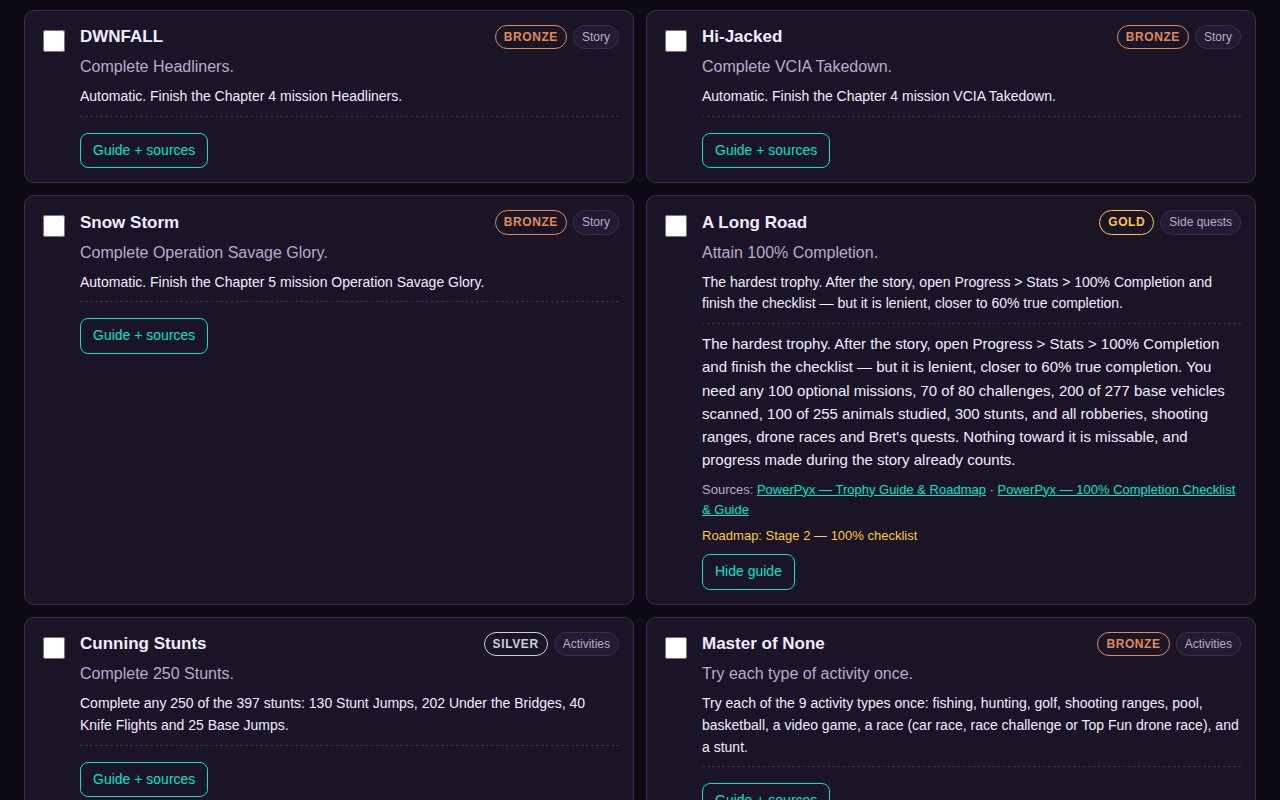 DWNFALL
BRONZE
Story
Complete Headliners.
Automatic. Finish the Chapter 4 mission Headliners.
Guide + sources
Hi-Jacked
BRONZE
Story
Complete VCIA Takedown.
Automatic. Finish the Chapter 4 mission VCIA Takedown.
Guide + sources
Snow Storm
BRONZE
Story
Complete Operation Savage Glory.
Automatic. Finish the Chapter 5 mission Operation Savage Glory.
Guide + sources
A Long Road
GOLD
Side quests
Attain 100% Completion.
The hardest trophy. After the story, open Progress > Stats > 100% Completion and
finish the checklist — but it is lenient, closer to 60% true completion.
The hardest trophy. After the story, open Progress > Stats > 100% Completion
and finish the checklist — but it is lenient, closer to 60% true completion. You
need any 100 optional missions, 70 of 80 challenges, 200 of 277 base vehicles
scanned, 100 of 255 animals studied, 300 stunts, and all robberies, shooting
ranges, drone races and Bret's quests. Nothing toward it is missable, and
progress made during the story already counts.
Sources: PowerPyx — Trophy Guide & Roadmap · PowerPyx — 100% Completion Checklist
& Guide
Roadmap: Stage 2 — 100% checklist
Hide guide
Cunning Stunts
SILVER
Activities
Complete 250 Stunts.
Complete any 250 of the 397 stunts: 130 Stunt Jumps, 202 Under the Bridges, 40
Knife Flights and 25 Base Jumps.
Guide + sources
Master of None
BRONZE
Activities
Try each type of activity once.
Try each of the 9 activity types once: fishing, hunting, golf, shooting ranges, pool,
basketball, a video game, a race (car race, race challenge or Top Fun drone race), and
a stunt.
Guide + sources